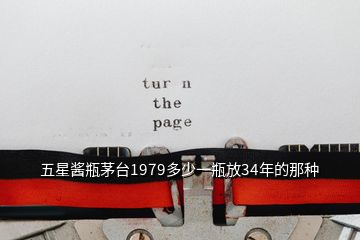 tur n
the
page
五星酱瓶茅台1979多少一瓶放34年的那种